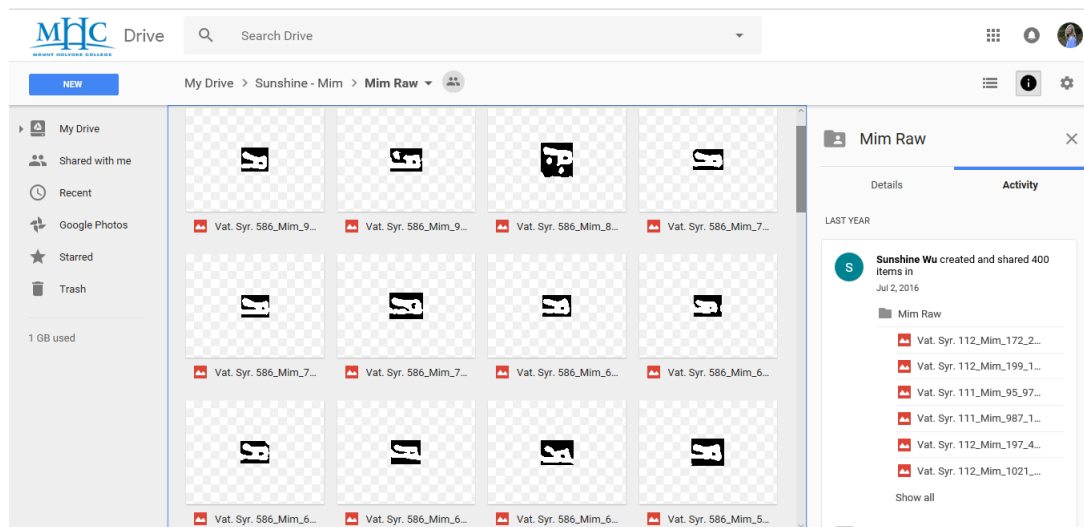 MHC Drive
MOUNT HOLYOKE COLLEGE
Search Drive
NEW
My Drive > Sunshine - Mim > Mim Raw
My Drive
Shared with me
Recent
Google Photos
Starred
Trash
1 GB used
Vat. Syr. 586_Mim_9...
Vat. Syr. 586_Mim_9...
Vat. Syr. 586_Mim_8...
Vat. Syr. 586_Mim_7...
Vat. Syr. 586_Mim_7...
Vat. Syr. 586_Mim_7...
Vat. Syr. 586_Mim_6...
Vat. Syr. 586_Mim_6...
Vat. Syr. 586_Mim_6...
Vat. Syr. 586_Mim_6...
Vat. Syr. 586_Mim_6...
Vat. Syr. 586_Mim_5...
Mim Raw
Details
Activity
LAST YEAR
S
Sunshine Wu created and shared 400
items in
Jul 2, 2016
Mim Raw
Vat. Syr. 112_Mim_172_2...
Vat. Syr. 112_Mim_199_1...
Vat. Syr. 111_Mim_95_97...
Vat. Syr. 111_Mim_987_1...
Vat. Syr. 112_Mim_197_4...
Vat. Syr. 112_Mim_1021_...
Show all